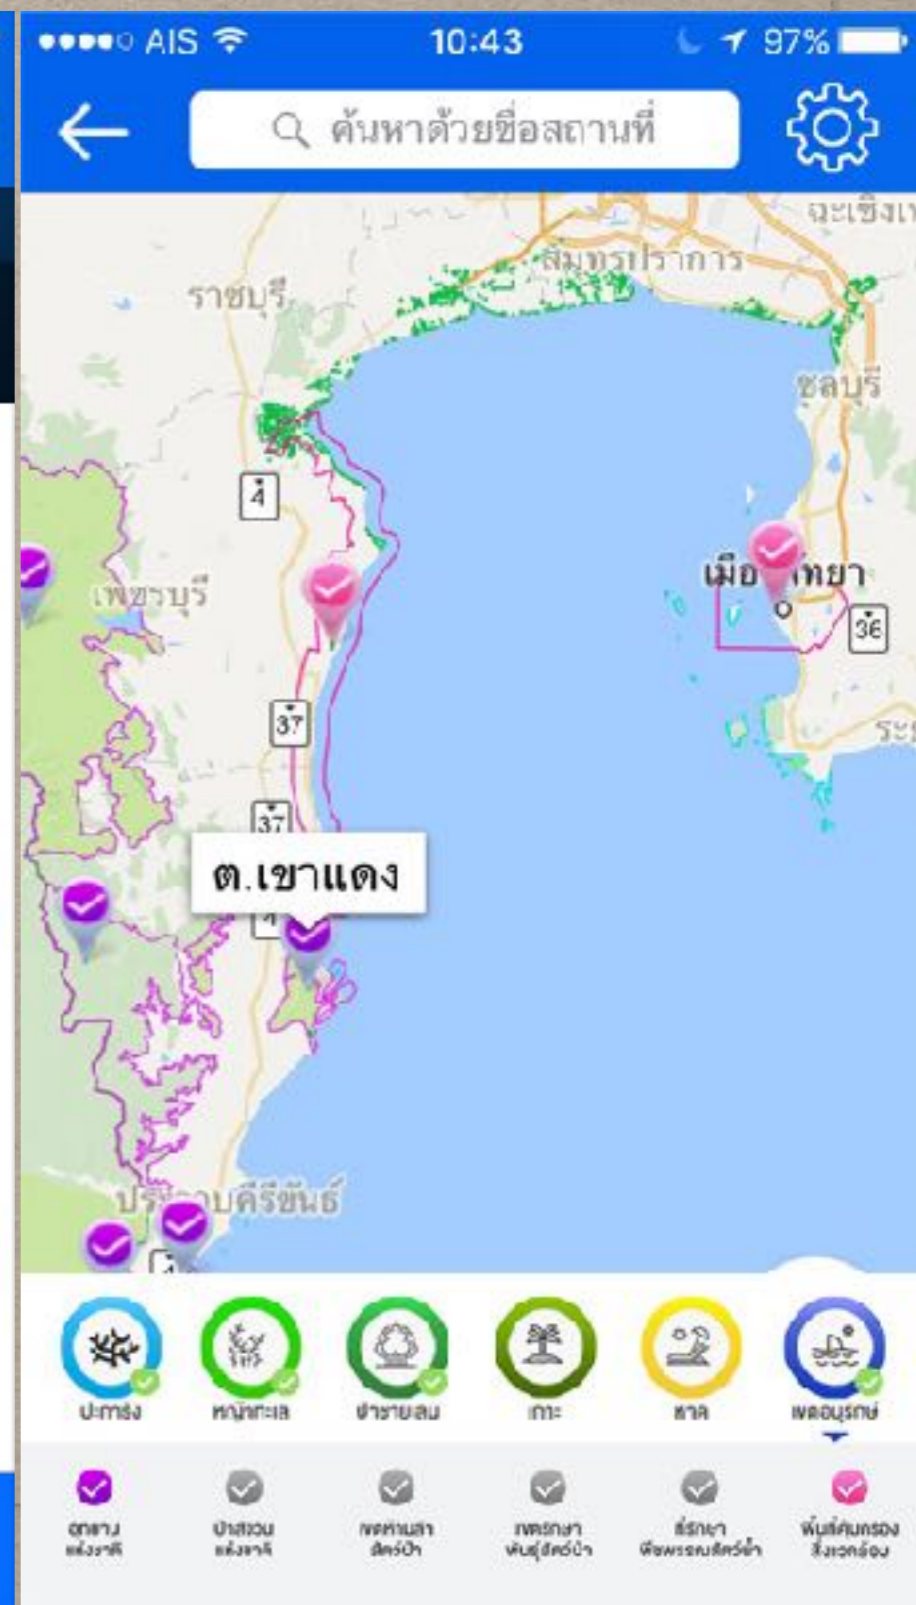 AIS 10:43 97%
ค้นหาด้วยชื่อสถานที่
ฉะเชิงเ
สมุทรปราการ
ราชบุรี
ชลบุรี
4
เพชรบุรี
36
37
ระย
37
ต.เขาแดง
4
ปะการัง หญ้าทะเล ป่าชายเลน เกาะ หาด เขตอนุรักษ์
อุทยาน ป่าสงวน เขตห้ามล่า เขตรักษา ที่รักษา พื้นที่คุ้มครอง
แห่งชาติ แห่งชาติ สัตว์ป่า พันธุ์สัตว์ป่า พืชพรรณสัตว์น้ำ สิ่งแวดล้อม